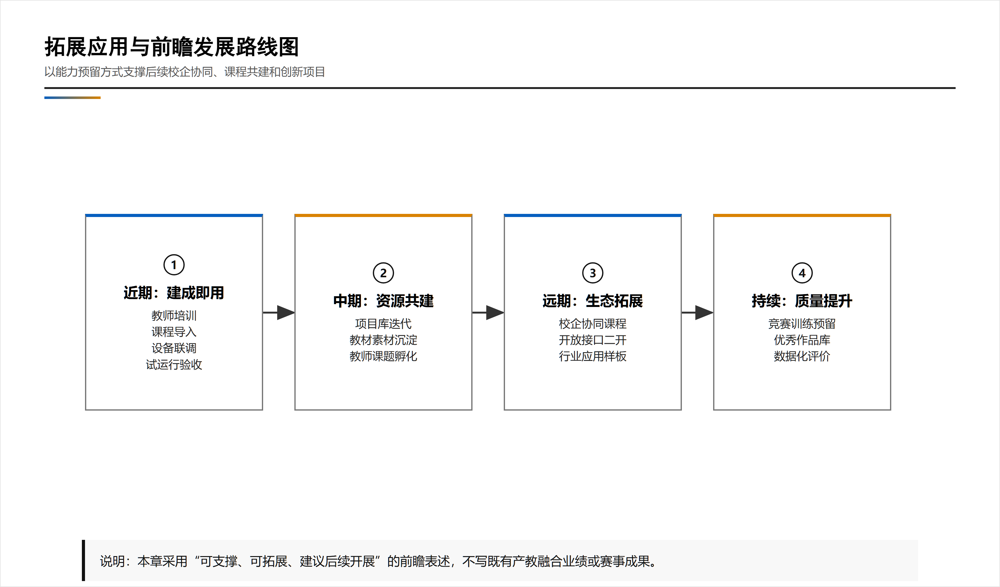 拓展应用与前瞻发展路线图
以能力预留方式支撑后续校企协同、课程共建和创新项目
1
近期：建成即用
教师培训
课程导入
设备联调
试运行验收
2
中期：资源共建
项目库迭代
教材素材沉淀
教师课题孵化
3
远期：生态拓展
校企协同课程
开放接口二开
行业应用样板
4
持续：质量提升
竞赛训练预留
优秀作品库
数据化评价
说明：本章采用“可支撑、可拓展、建议后续开展”的前瞻表述，不写既有产教融合业绩或赛事成果。